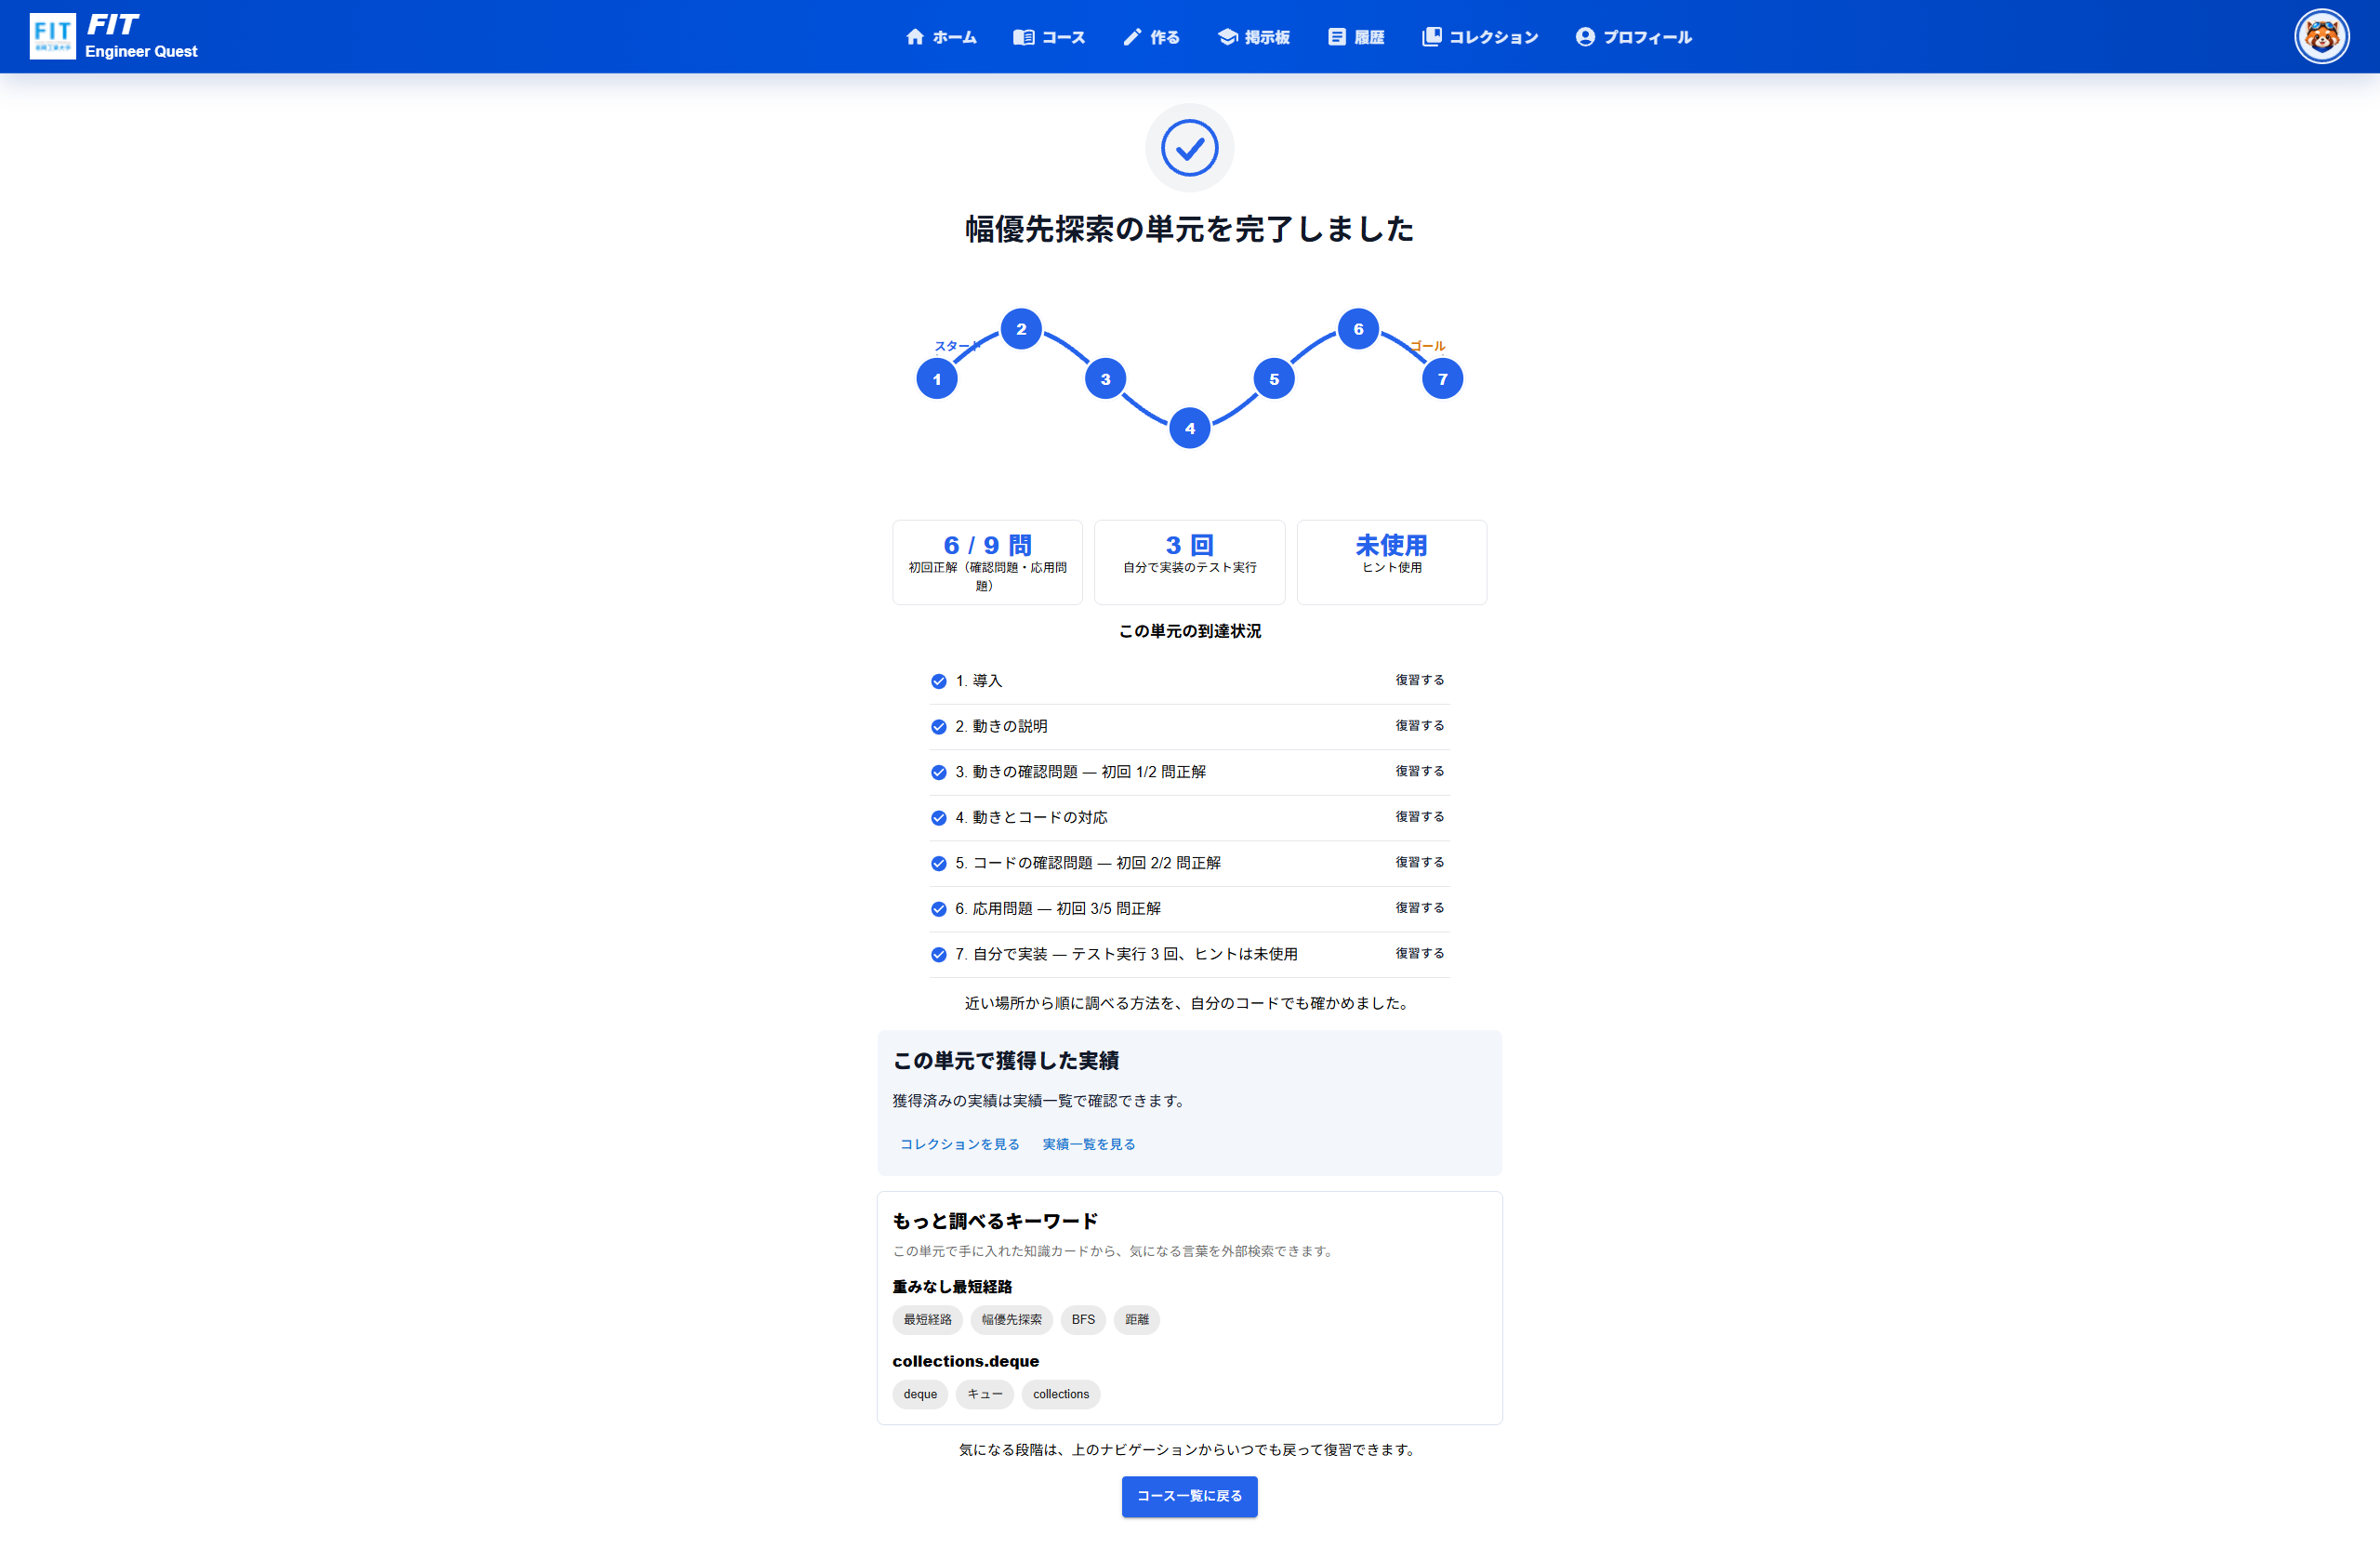 FIT
FIT
Engineer Quest
ホーム
コース
作る
掲示板
履歴
コレクション
プロフィール
幅優先探索の単元を完了しました
スタート
ゴール
1
2
3
4
5
6
7
6 / 9 問
初回正解（確認問題・応用問
題）
3 回
自分で実装のテスト実行
未使用
ヒント使用
この単元の到達状況
1. 導入 復習する
2. 動きの説明 復習する
3. 動きの確認問題 — 初回 1/2 問正解 復習する
4. 動きとコードの対応 復習する
5. コードの確認問題 — 初回 2/2 問正解 復習する
6. 応用問題 — 初回 3/5 問正解 復習する
7. 自分で実装 — テスト実行 3 回、ヒントは未使用 復習する
近い場所から順に調べる方法を、自分のコードでも確かめました。
この単元で獲得した実績
獲得済みの実績は実績一覧で確認できます。
コレクションを見る 実績一覧を見る
もっと調べるキーワード
この単元で手に入れた知識カードから、気になる言葉を外部検索できます。
重みなし最短経路
最短経路 幅優先探索 BFS 距離
collections.deque
deque キュー collections
気になる段階は、上のナビゲーションからいつでも戻って復習できます。
コース一覧に戻る